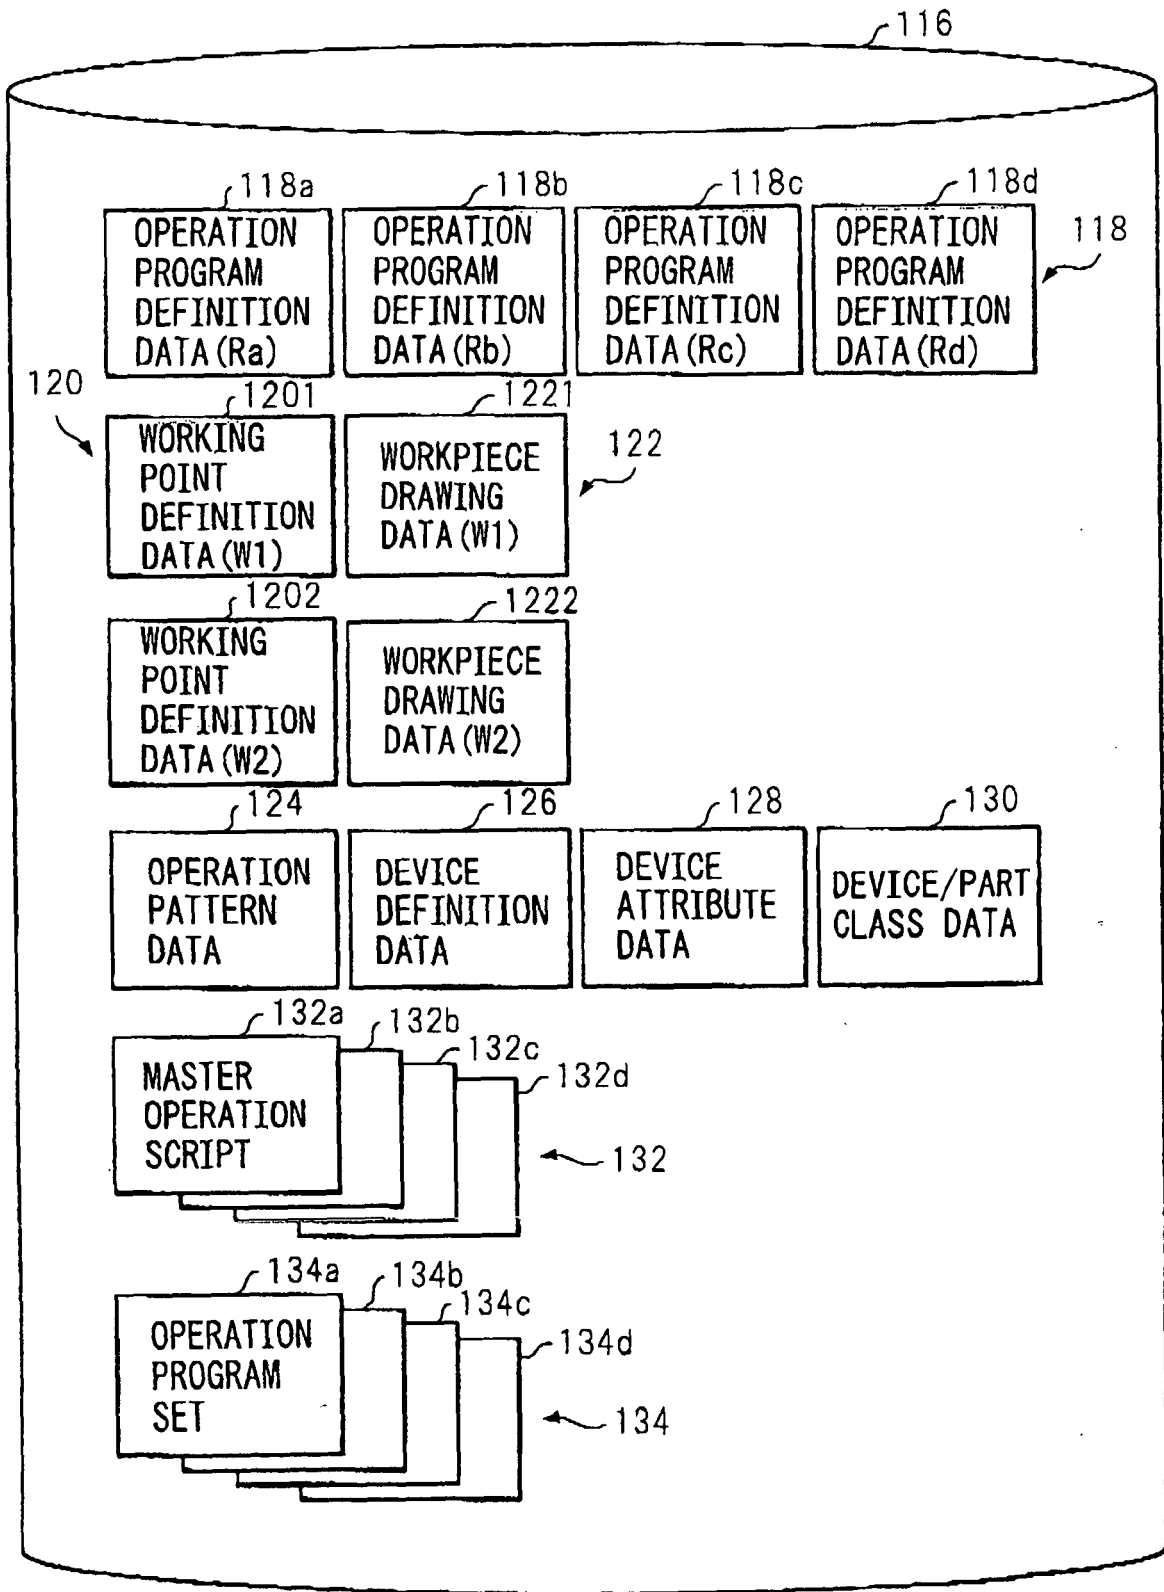 116
118a
118b
118c
118d
OPERATION
PROGRAM
DEFINITION
DATA(Ra)
OPERATION
PROGRAM
DEFINITION
DATA(Rb)
OPERATION
PROGRAM
DEFINITION
DATA(Rc)
OPERATION
PROGRAM
DEFINITION
DATA(Rd)
118
120
1201
1221
WORKING
POINT
DEFINITION
DATA(W1)
WORKPIECE
DRAWING
DATA(W1)
122
1202
1222
WORKING
POINT
DEFINITION
DATA(W2)
WORKPIECE
DRAWING
DATA(W2)
124
126
128
130
OPERATION
PATTERN
DATA
DEVICE
DEFINITION
DATA
DEVICE
ATTRIBUTE
DATA
DEVICE/PART
CLASS DATA
132a
132b
132c
132d
MASTER
OPERATION
SCRIPT
132
134a
134b
134c
134d
OPERATION
PROGRAM
SET
134